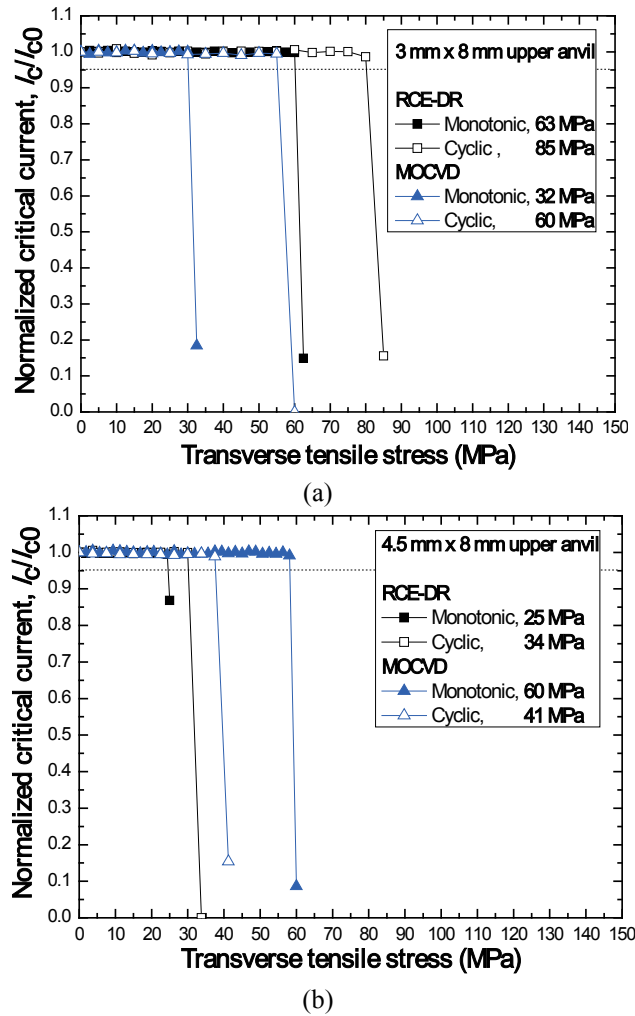 1.1
1.0
0.9
0.8
0.7
0.6
0.5
0.4
0.3
0.2
0.1
0.0
Normalized critical current, Ic/Ic0
3 mm x 8 mm upper anvil
RCE-DR
Monotonic, 63 MPa
Cyclic , 85 MPa
MOCVD
Monotonic, 32 MPa
Cyclic, 60 MPa
0 10 20 30 40 50 60 70 80 90 100 110 120 130 140 150
Transverse tensile stress (MPa)
(a)
1.1
1.0
0.9
0.8
0.7
0.6
0.5
0.4
0.3
0.2
0.1
0.0
Normalized critical current, Ic/Ic0
4.5 mm x 8 mm upper anvil
RCE-DR
Monotonic, 25 MPa
Cyclic, 34 MPa
MOCVD
Monotonic, 60 MPa
Cyclic, 41 MPa
0 10 20 30 40 50 60 70 80 90 100 110 120 130 140 150
Transverse tensile stress (MPa)
(b)